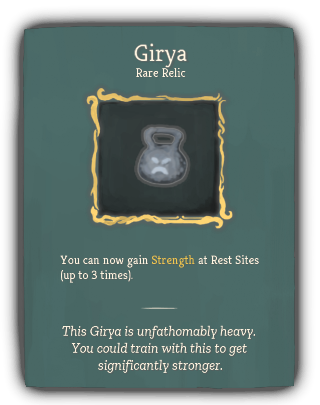 Girya
Rare Relic
You can now gain Strength at Rest Sites
(up to 3 times).
This Girya is unfathomably heavy.
You could train with this to get
significantly stronger.